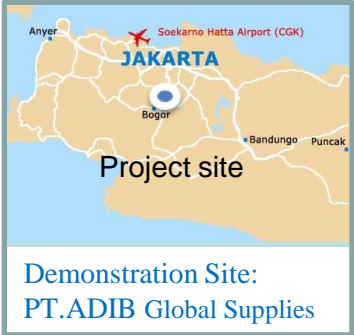 Soekarno Hatta Airport (CGK)
Anyer
JAKARTA
Bogor
Bandungo
Puncak
Project site
Demonstration Site:
PT.ADIB Global Supplies